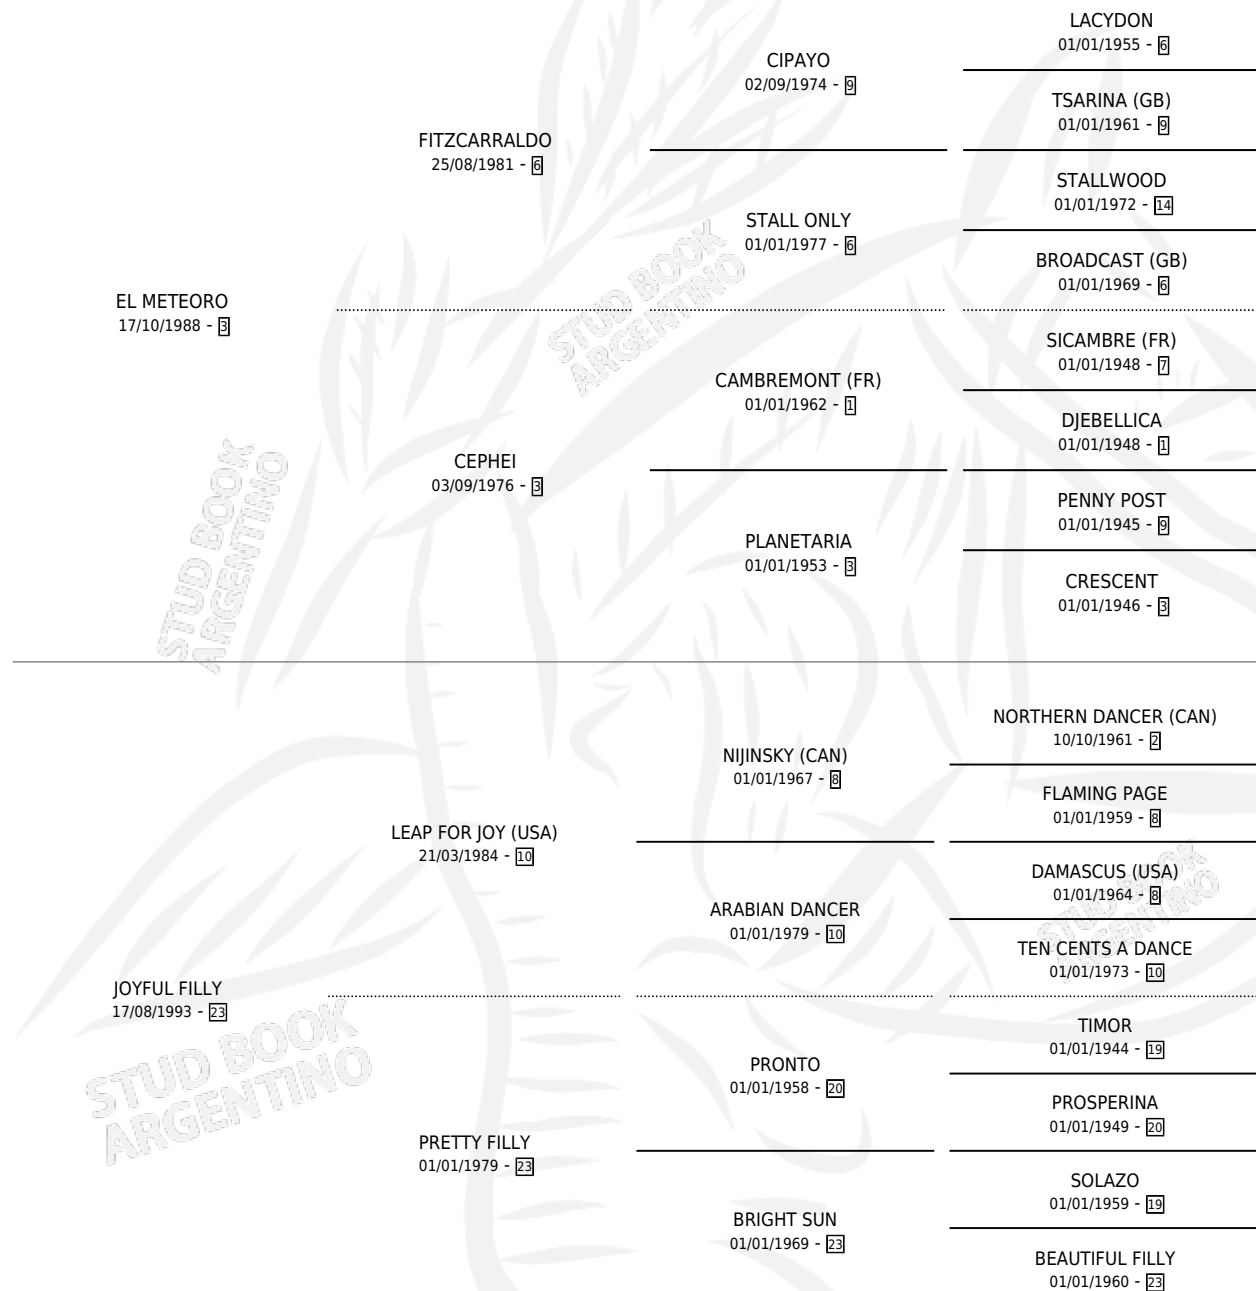 LACYDON
01/01/1955 - 6
CIPAYO
02/09/1974 - 9
TSARINA (GB)
01/01/1961 - 9
FITZCARRALDO
25/08/1981 - 6
STALLWOOD
01/01/1972 - 14
STALL ONLY
01/01/1977 - 6
BROADCAST (GB)
01/01/1969 - 6
EL METEORO
17/10/1988 - 3
SICAMBRE (FR)
01/01/1948 - 7
CAMBREMONT (FR)
01/01/1962 - 1
DJEBELLICA
01/01/1948 - 1
CEPHEI
03/09/1976 - 3
PENNY POST
01/01/1945 - 9
PLANETARIA
01/01/1953 - 3
CRESCENT
01/01/1946 - 3
NORTHERN DANCER (CAN)
10/10/1961 - 2
NIJINSKY (CAN)
01/01/1967 - 8
FLAMING PAGE
01/01/1959 - 8
LEAP FOR JOY (USA)
21/03/1984 - 10
DAMASCUS (USA)
01/01/1964 - 8
ARABIAN DANCER
01/01/1979 - 10
TEN CENTS A DANCE
01/01/1973 - 10
JOYFUL FILLY
17/08/1993 - 23
TIMOR
01/01/1944 - 19
PRONTO
01/01/1958 - 20
PROSPERINA
01/01/1949 - 20
PRETTY FILLY
01/01/1979 - 23
SOLAZO
01/01/1959 - 19
BRIGHT SUN
01/01/1969 - 23
BEAUTIFUL FILLY
01/01/1960 - 23
STUD BOOK
ARGENTINO
STUD BOOK
ARGENTINO
STUD BOOK
ARGENTINO
STUD BOOK
ARGENTINO